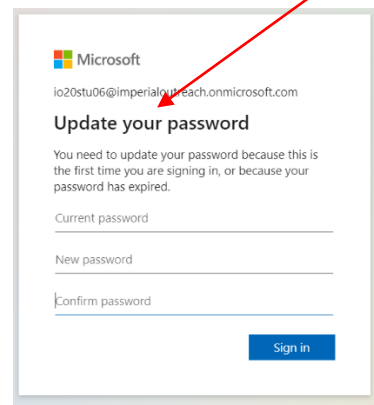 Microsoft
io20stu06@imperialoutreach.onmicrosoft.com
Update your password
You need to update your password because this is
the first time you are signing in, or because your
password has expired.
Current password
New password
Confirm password
Sign in